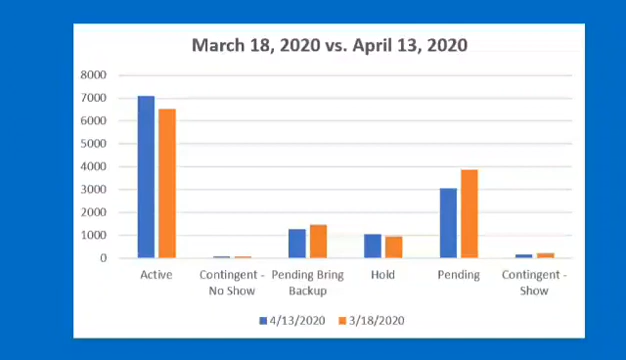 March 18, 2020 vs. April 13, 2020
8000
7000
6000
5000
4000
3000
2000
1000
0
Active
Contingent - No Show
Pending Bring Backup
Hold
Pending
Contingent - Show
4/13/2020
3/18/2020